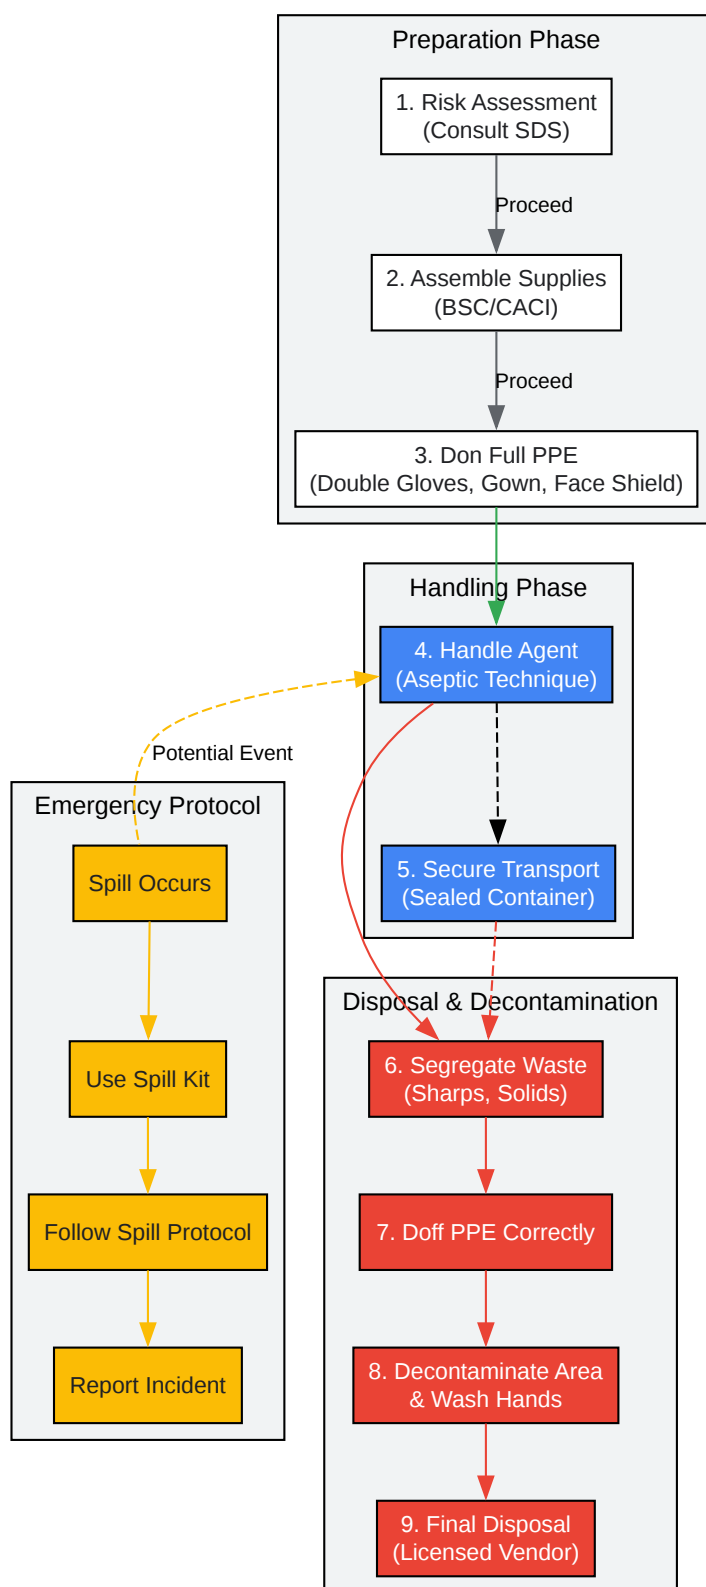 Preparation Phase
1. Risk Assessment
(Consult SDS)
Proceed
2. Assemble Supplies
(BSC/CACI)
Proceed
3. Don Full PPE
(Double Gloves, Gown, Face Shield)
Handling Phase
4. Handle Agent
(Aseptic Technique)
Potential Event
5. Secure Transport
(Sealed Container)
Emergency Protocol
Spill Occurs
Use Spill Kit
Follow Spill Protocol
Report Incident
Disposal & Decontamination
6. Segregate Waste
(Sharps, Solids)
7. Doff PPE Correctly
8. Decontaminate Area
& Wash Hands
9. Final Disposal
(Licensed Vendor)